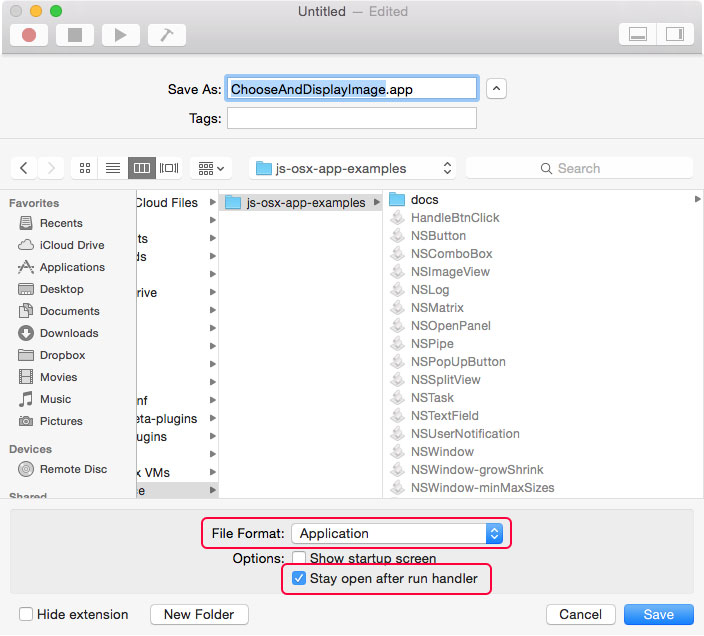 Untitled — Edited
Save As: ChooseAndDisplayImage.app
Tags:
js-osx-app-examples
Search
Favorites
Recents
iCloud Drive
Applications
Desktop
Documents
Downloads
Dropbox
Movies
Music
Pictures
Devices
Remote Disc
Shared
Cloud Files
ts
ds
rive
nf
eta-plugins
ugins
x VMs
ce
js-osx-app-examples
docs
HandleBtnClick
NSButton
NSComboBox
NSImageView
NSLog
NSMatrix
NSOpenPanel
NSPipe
NSPopUpButton
NSSplitView
NSTask
NSTextField
NSUserNotification
NSWindow
NSWindow-growShrink
NSWindow-minMaxSizes
File Format: Application
Options: Show startup screen
Stay open after run handler
Hide extension New Folder Cancel Save